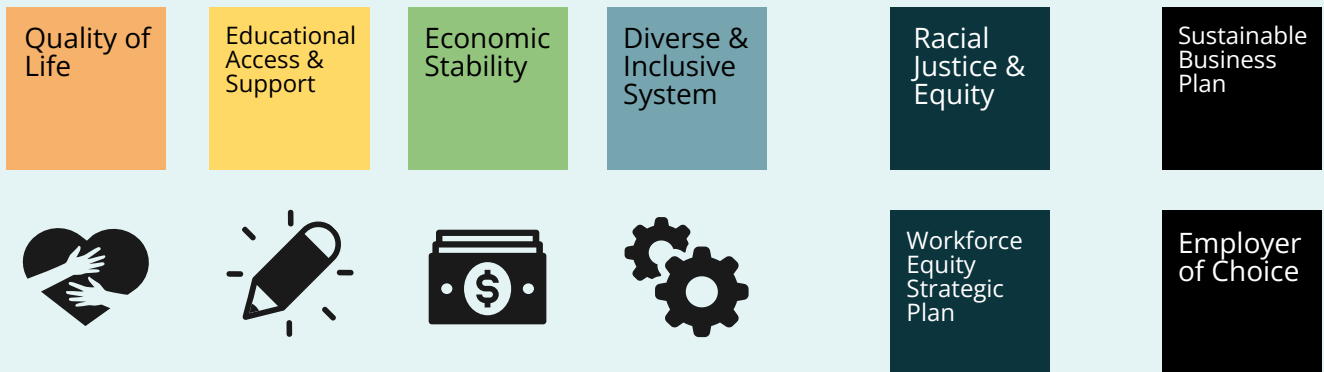 Quality of
Life
Educational
Access &
Support
Economic
Stability
Diverse &
Inclusive
System
Racial
Justice &
Equity
Sustainable
Business
Plan
$
Workforce
Equity
Strategic
Plan
Employer
of Choice